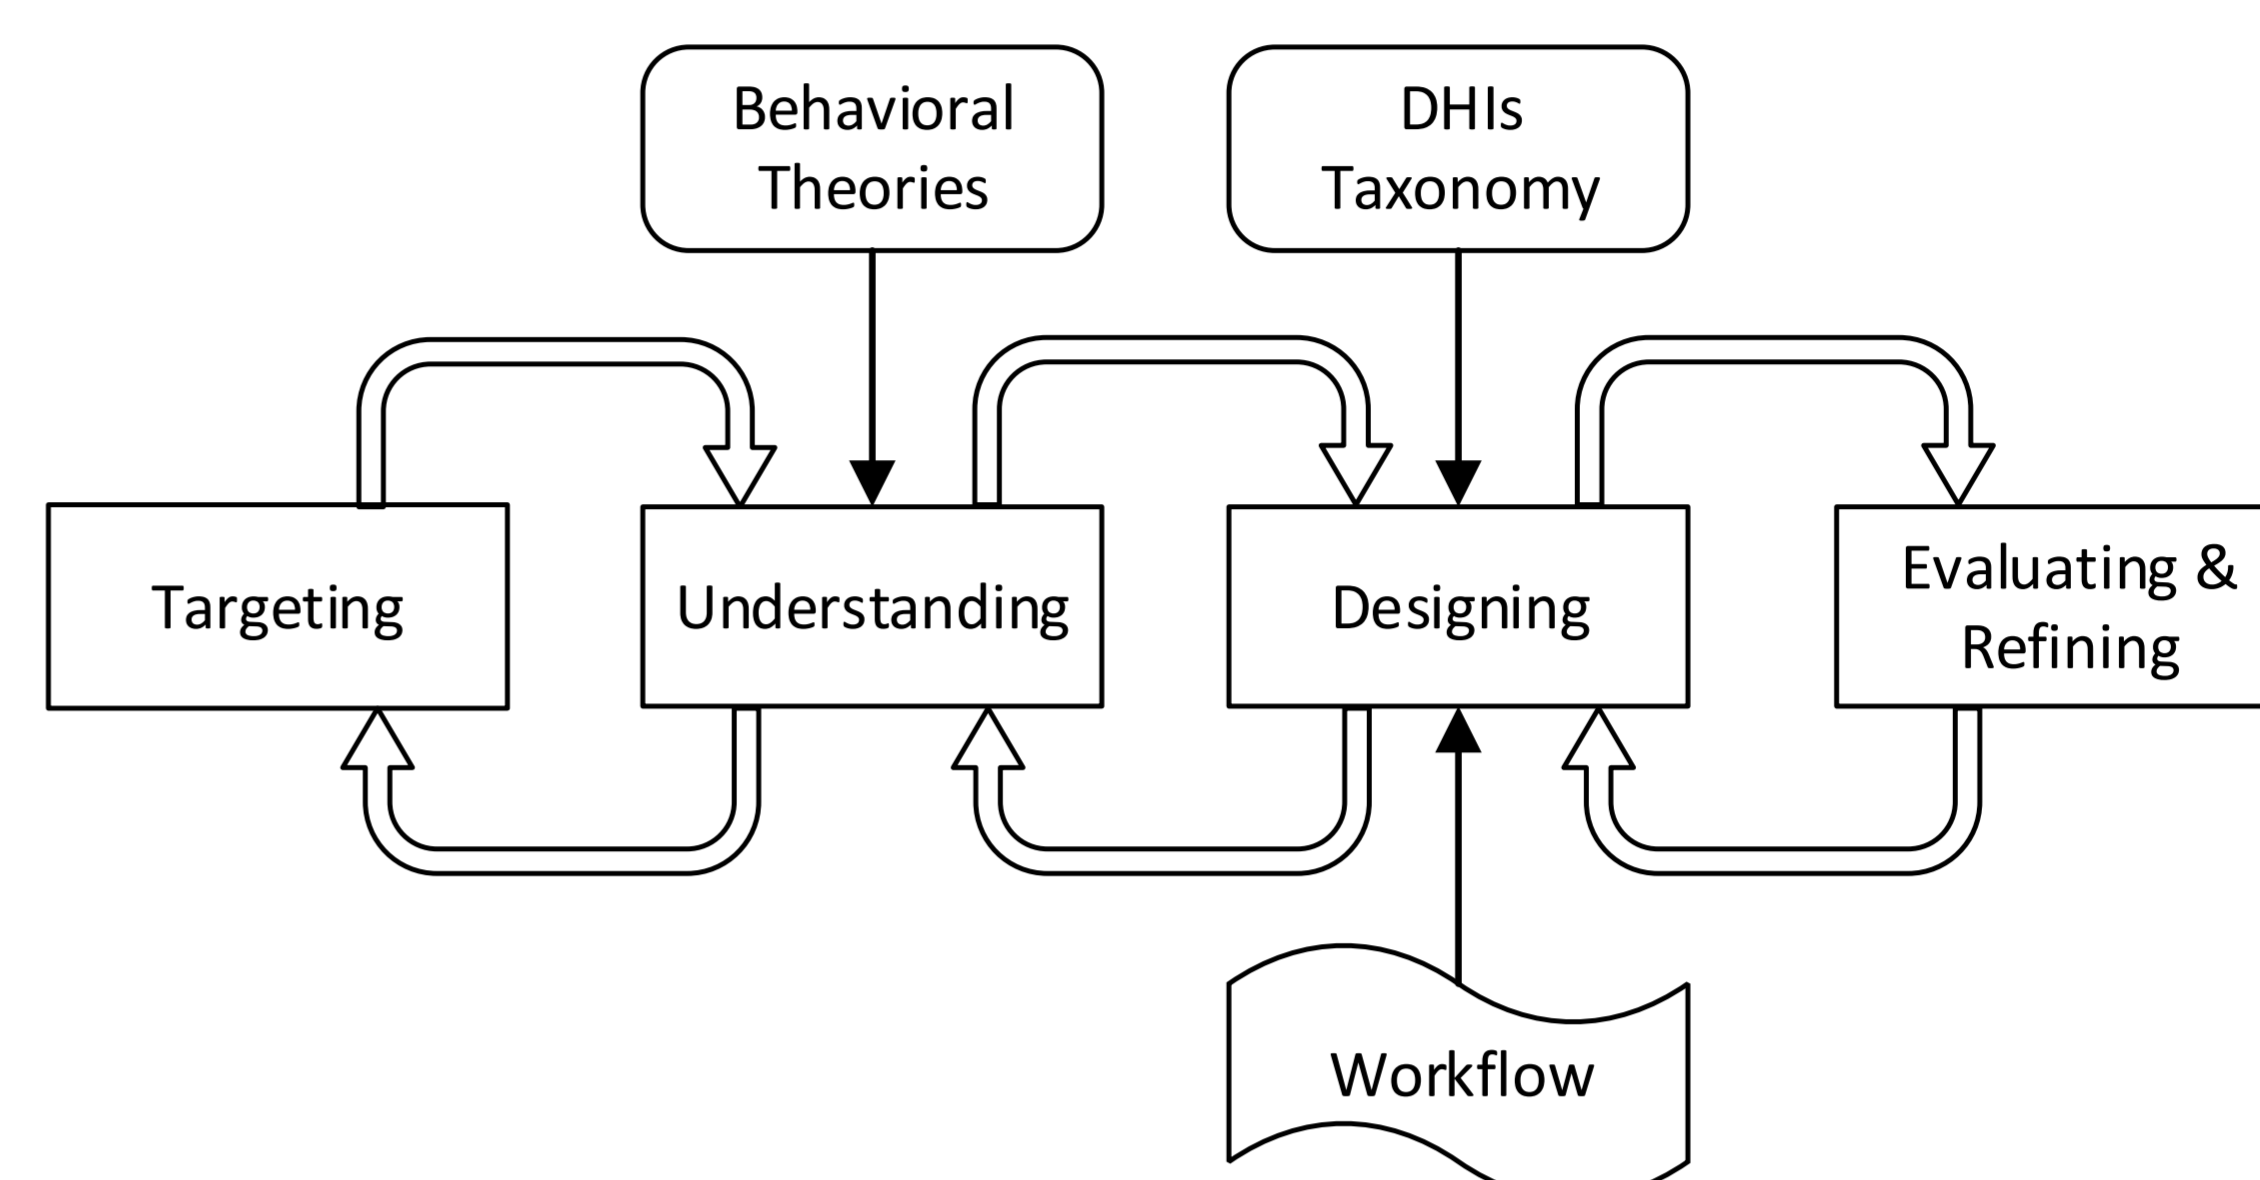 Behavioral
Theories
DHIs
Taxonomy
Targeting
Understanding
Designing
Evaluating &
Refining
Workflow